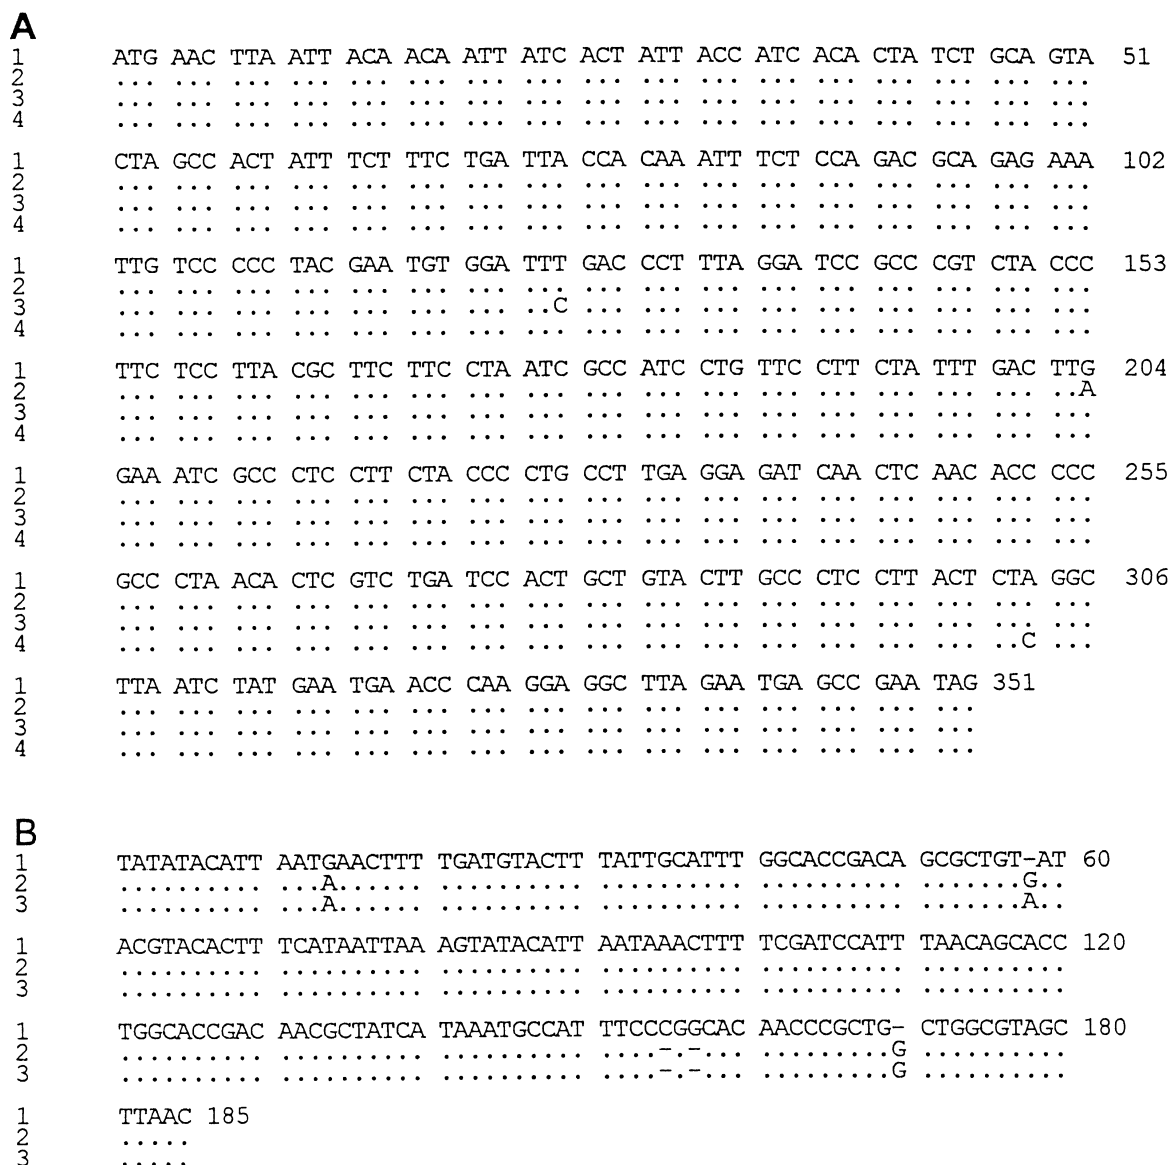 A
1 ATG AAC TTA ATT ACA ACA ATT ATC ACT ATT ACC ATC ACA CTA TCT GCA GTA 51
2 ... ... ... ... ... ... ... ... ... ... ... ... ... ... ... ... ...
3 ... ... ... ... ... ... ... ... ... ... ... ... ... ... ... ... ...
4 ... ... ... ... ... ... ... ... ... ... ... ... ... ... ... ... ...
1 CTA GCC ACT ATT TCT TTC TGA TTA CCA CAA ATT TCT CCA GAC GCA GAG AAA 102
2 ... ... ... ... ... ... ... ... ... ... ... ... ... ... ... ... ...
3 ... ... ... ... ... ... ... ... ... ... ... ... ... ... ... ... ...
4 ... ... ... ... ... ... ... ... ... ... ... ... ... ... ... ... ...
1 TTG TCC CCC TAC GAA TGT GGA TTT GAC CCT TTA GGA TCC GCC CGT CTA CCC 153
2 ... ... ... ... ... ... ... ... ... ... ... ... ... ... ... ... ...
3 ... ... ... ... ... ... ... ..C ... ... ... ... ... ... ... ... ...
4 ... ... ... ... ... ... ... ... ... ... ... ... ... ... ... ... ...
1 TTC TCC TTA CGC TTC TTC CTA ATC GCC ATC CTG TTC CTT CTA TTT GAC TTG 204
2 ... ... ... ... ... ... ... ... ... ... ... ... ... ... ... ... ..A
3 ... ... ... ... ... ... ... ... ... ... ... ... ... ... ... ... ...
4 ... ... ... ... ... ... ... ... ... ... ... ... ... ... ... ... ...
1 GAA ATC GCC CTC CTT CTA CCC CTG CCT TGA GGA GAT CAA CTC AAC ACC CCC 255
2 ... ... ... ... ... ... ... ... ... ... ... ... ... ... ... ... ...
3 ... ... ... ... ... ... ... ... ... ... ... ... ... ... ... ... ...
4 ... ... ... ... ... ... ... ... ... ... ... ... ... ... ... ... ...
1 GCC CTA ACA CTC GTC TGA TCC ACT GCT GTA CTT GCC CTC CTT ACT CTA GGC 306
2 ... ... ... ... ... ... ... ... ... ... ... ... ... ... ... ... ...
3 ... ... ... ... ... ... ... ... ... ... ... ... ... ... ... ... ...
4 ... ... ... ... ... ... ... ... ... ... ... ... ... ... ... ..C ...
1 TTA ATC TAT GAA TGA ACC CAA GGA GGC TTA GAA TGA GCC GAA TAG 351
2 ... ... ... ... ... ... ... ... ... ... ... ... ... ... ...
3 ... ... ... ... ... ... ... ... ... ... ... ... ... ... ...
4 ... ... ... ... ... ... ... ... ... ... ... ... ... ... ...
B
1 TATATACATT AATGAACTTT TGATGTACTT TATTGCATTT GGCACCGACA GCGCTGT-AT 60
2 .......... ...A...... .......... .......... .......... .......G..
3 .......... ...A...... .......... .......... .......... .......A..
1 ACGTACACTT TCATAATTAA AGTATACATT AATAAACTTT TCGATCCATT TAACAGCACC 120
2 .......... .......... .......... .......... .......... ..........
3 .......... .......... .......... .......... .......... ..........
1 TGGCACCGAC AACGCTATCA TAAATGCCAT TTCCCGGCAC AACCCGCTG- CTGGCGTAGC 180
2 .......... .......... .......... ....-.-... .........G ..........
3 .......... .......... .......... ....-.-... .........G ..........
1 TTAAC 185
2 .....
3 .....